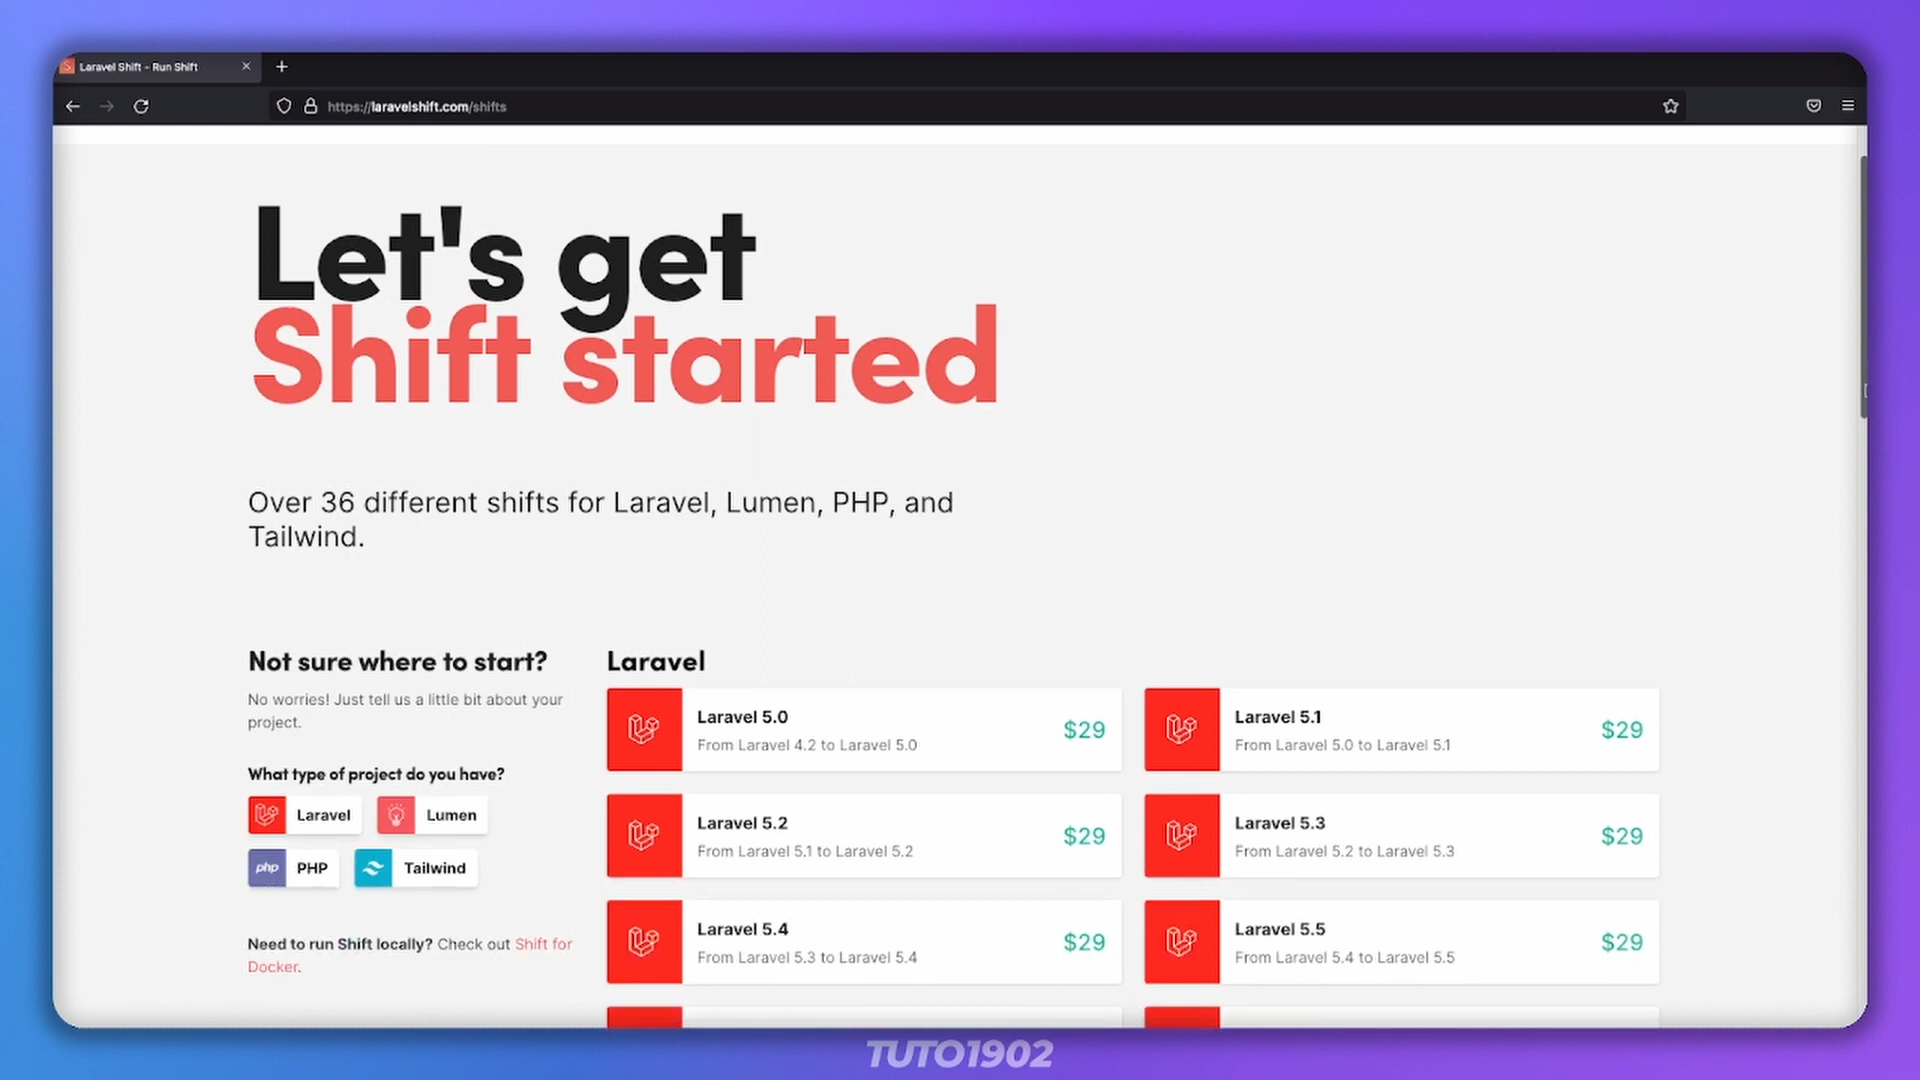 Laravel Shift - Run Shift
https://laravelshift.com/shifts
Let's get
Shift started
Over 36 different shifts for Laravel, Lumen, PHP, and
Tailwind.
Not sure where to start?
No worries! Just tell us a little bit about your
project.
What type of project do you have?
Laravel
Lumen
php PHP
Tailwind
Need to run Shift locally? Check out Shift for
Docker.
Laravel
Laravel 5.0
From Laravel 4.2 to Laravel 5.0
$29
Laravel 5.1
From Laravel 5.0 to Laravel 5.1
$29
Laravel 5.2
From Laravel 5.1 to Laravel 5.2
$29
Laravel 5.3
From Laravel 5.2 to Laravel 5.3
$29
Laravel 5.4
From Laravel 5.3 to Laravel 5.4
$29
Laravel 5.5
From Laravel 5.4 to Laravel 5.5
$29
TUTO1902